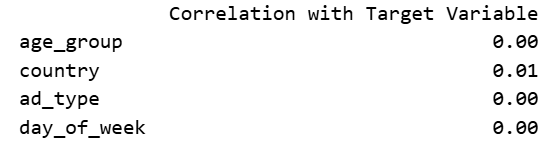 Correlation with Target Variable
age_group 0.00
country 0.01
ad_type 0.00
day_of_week 0.00